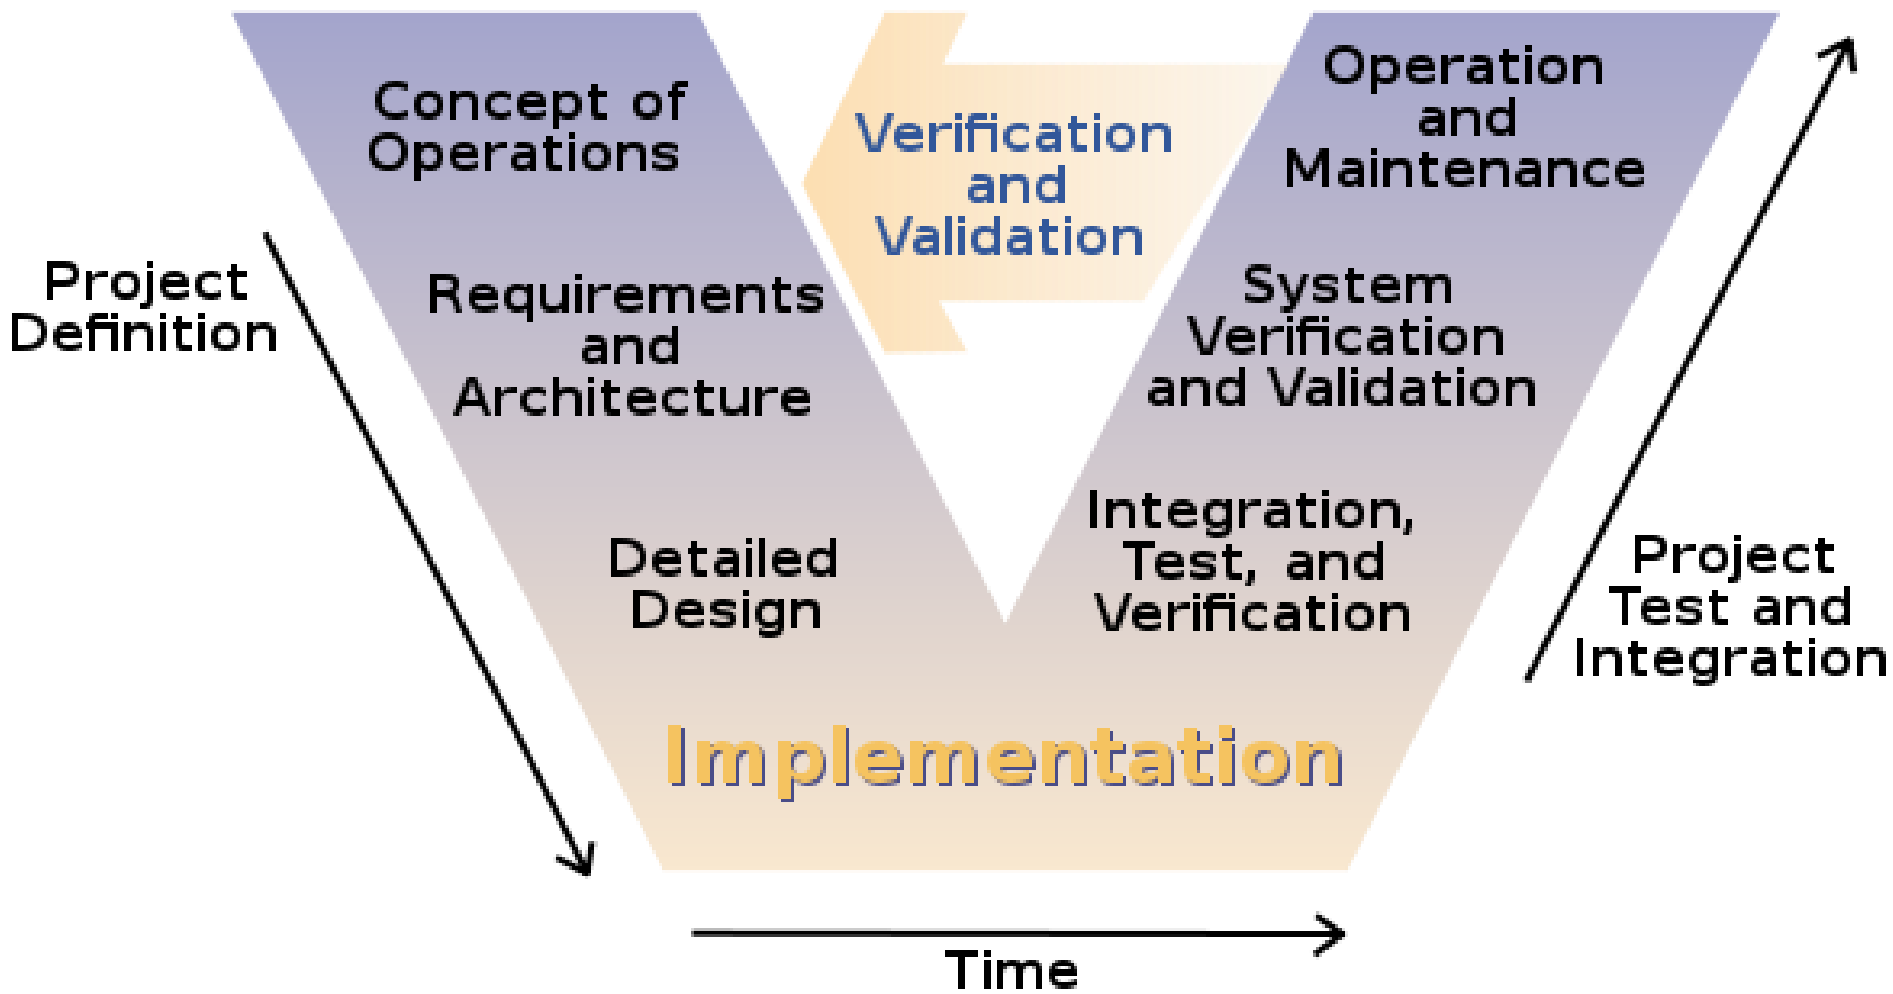 Concept of
Operations
Verification
and
Validation
Operation
and
Maintenance
Project
Definition
Requirements
and
Architecture
System
Verification
and Validation
Detailed
Design
Integration,
Test, and
Verification
Project
Test and
Integration
Implementation
Time